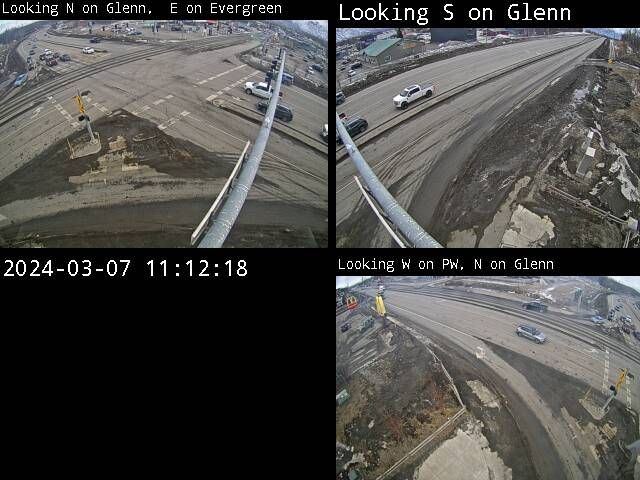 Looking N on Glenn,  E on Evergreen
Looking S on Glenn
2024-03-07 11:12:18
Looking W on PW, N on Glenn